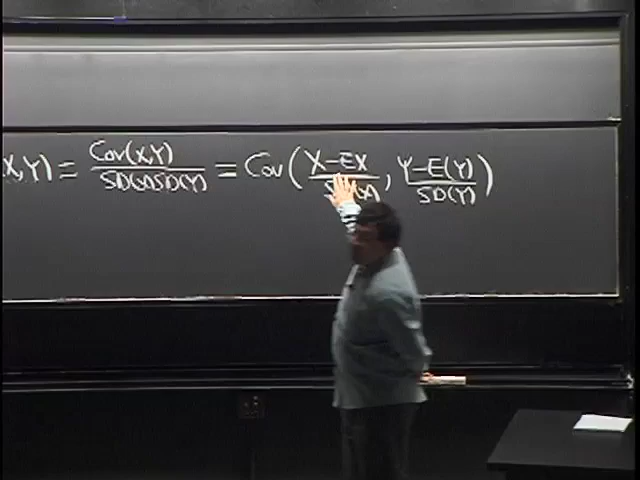 X,Y) = Cov(X,Y) / SD(X)SD(Y) = Cov( X-EX / SD(X) , Y-E(Y) / SD(Y) )